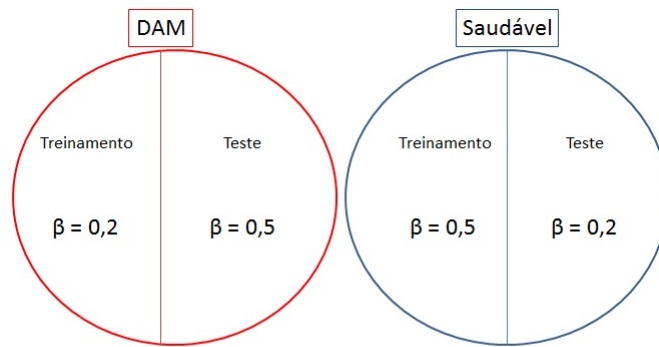 DAM
Saudável
Treinamento
Teste
Treinamento
Teste
β = 0,2
β = 0,5
β = 0,5
β = 0,2